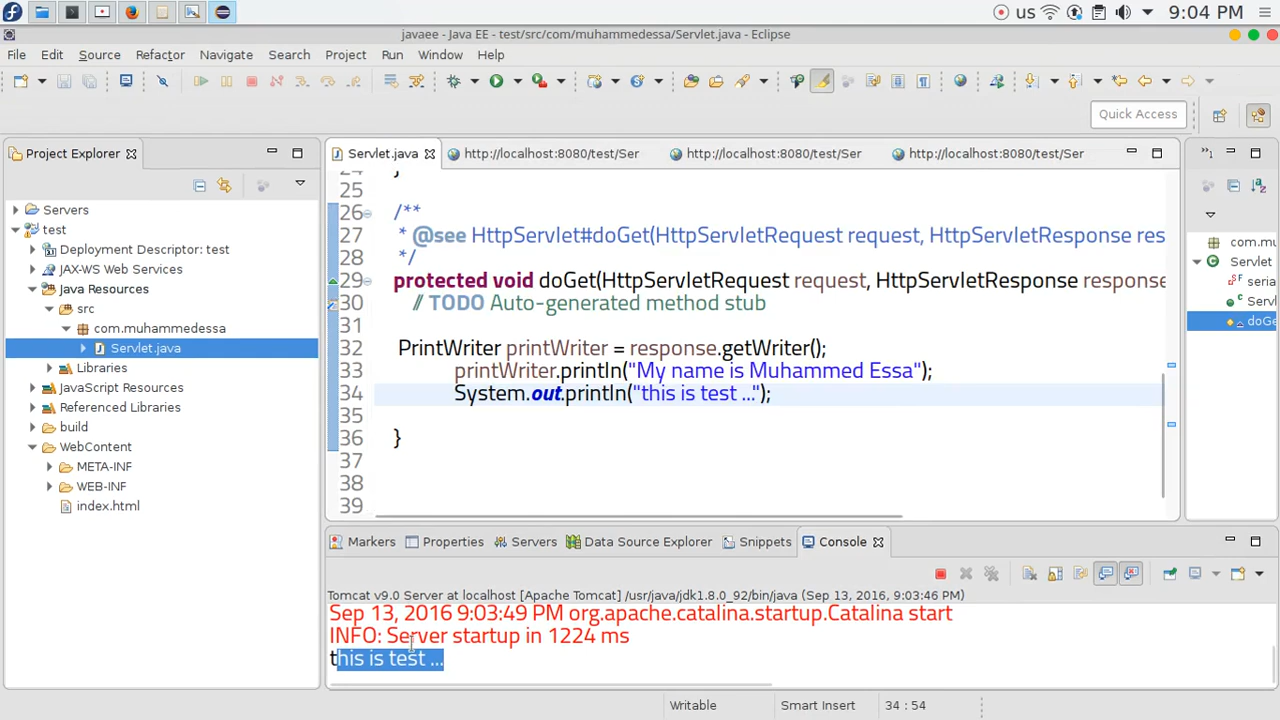 us
9:04 PM
javaee - Java EE - test/src/com/muhammedessa/Servlet.java - Eclipse
File Edit Source Refactor Navigate Search Project Run Window Help
Quick Access
Project Explorer
Servers
test
Deployment Descriptor: test
JAX-WS Web Services
Java Resources
src
com.muhammedessa
Servlet.java
Libraries
JavaScript Resources
Referenced Libraries
build
WebContent
META-INF
WEB-INF
index.html
Servlet.java http://localhost:8080/test/Ser http://localhost:8080/test/Ser http://localhost:8080/test/Ser
24 }
25
26 /**
27 * @see HttpServlet#doGet(HttpServletRequest request, HttpServletResponse res
28 */
29 protected void doGet(HttpServletRequest request, HttpServletResponse response
30 // TODO Auto-generated method stub
31
32 PrintWriter printWriter = response.getWriter();
33 printWriter.println("My name is Muhammed Essa");
34 System.out.println("this is test ...");
35
36 }
37
38
39
»1
com.mu
Servlet
seria
Servl
doGe
Markers Properties Servers Data Source Explorer Snippets Console
Tomcat v9.0 Server at localhost [Apache Tomcat] /usr/java/jdk1.8.0_92/bin/java (Sep 13, 2016, 9:03:46 PM)
Sep 13, 2016 9:03:49 PM org.apache.catalina.startup.Catalina start
INFO: Server startup in 1224 ms
this is test ...
Writable Smart Insert 34 : 54